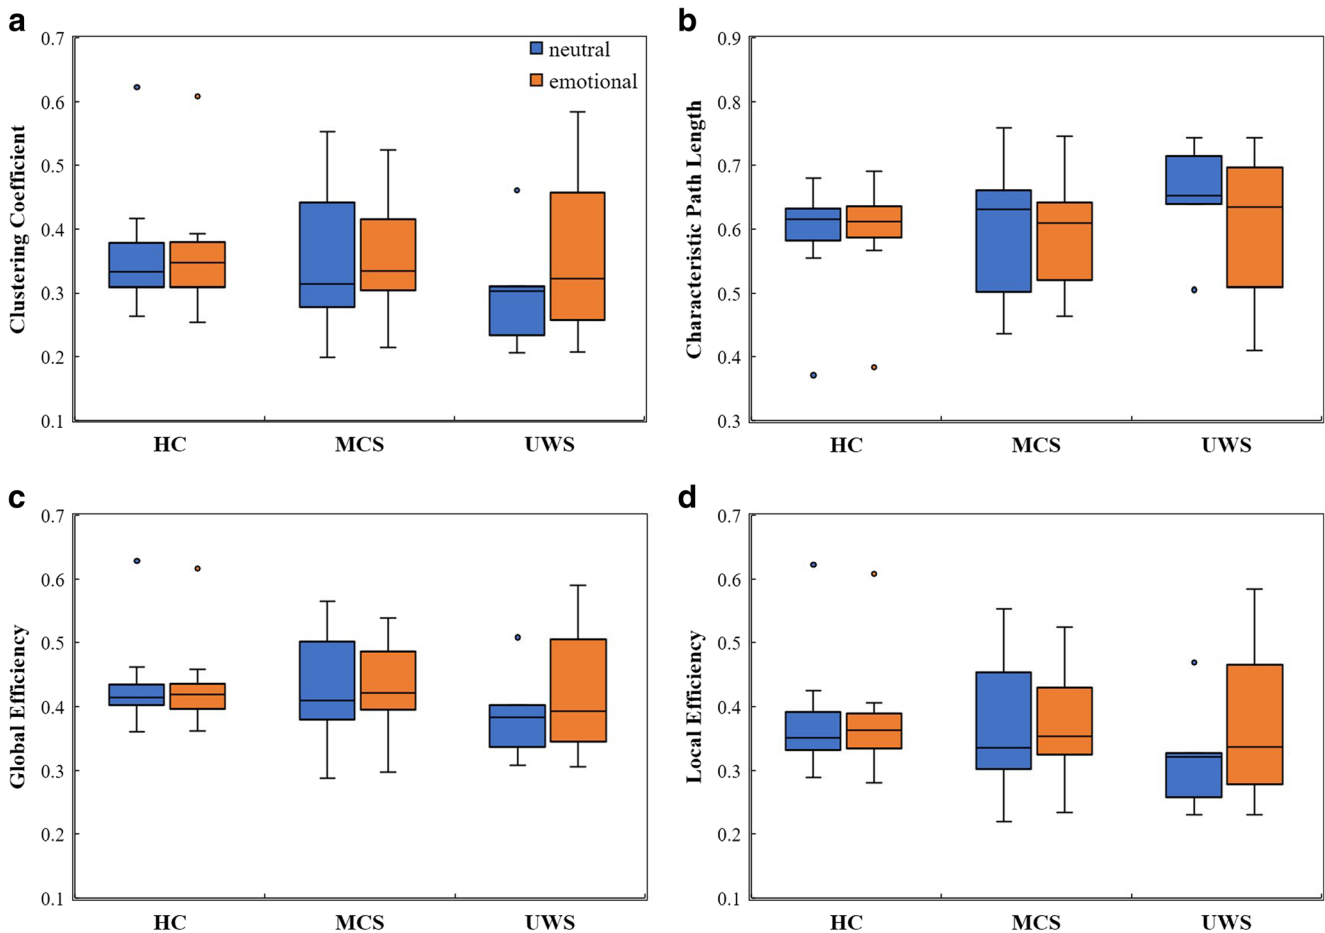 a
0.7
0.6
0.5
0.4
0.3
0.2
0.1
Clustering Coefficient
neutral
emotional
HC MCS UWS
b
0.9
0.8
0.7
0.6
0.5
0.4
0.3
Characteristic Path Length
HC MCS UWS
c
0.7
0.6
0.5
0.4
0.3
0.2
0.1
Global Efficiency
HC MCS UWS
d
0.7
0.6
0.5
0.4
0.3
0.2
0.1
Local Efficiency
HC MCS UWS